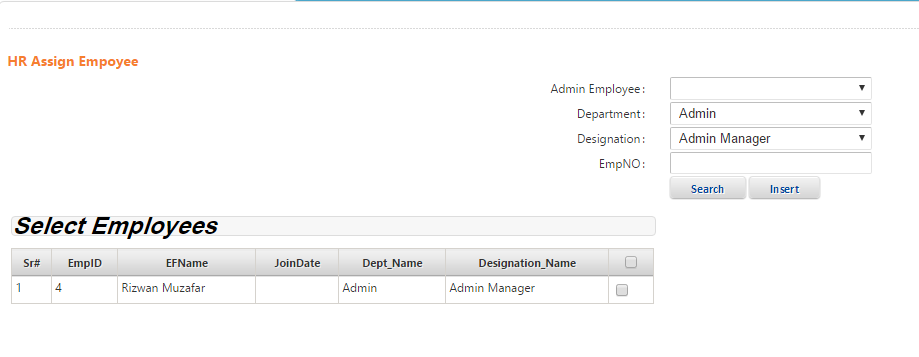 HR Assign Empoyee
Admin Employee:
Department: Admin
Designation: Admin Manager
EmpNO:
Search Insert
Select Employees
Sr# EmpID EFName JoinDate Dept_Name Designation_Name
1 4 Rizwan Muzafar Admin Admin Manager